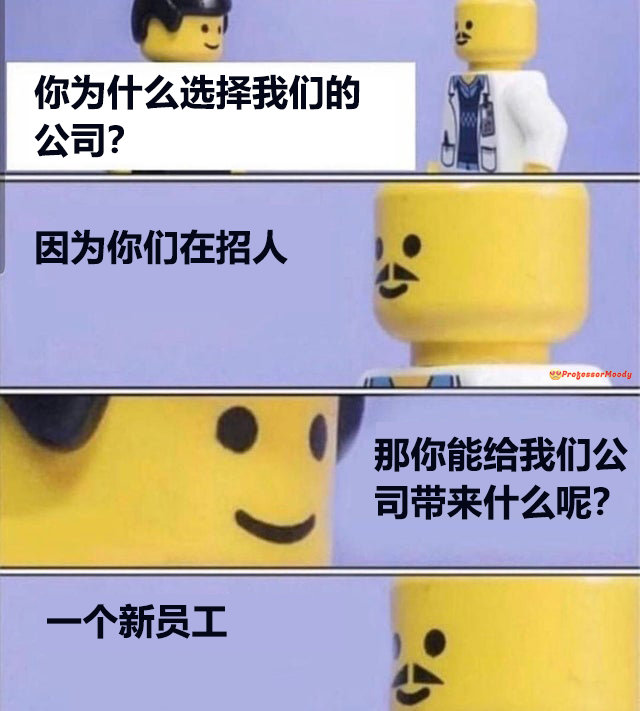 你为什么选择我们的
公司?
因为你们在招人
ProfessorMoody
那你能给我们公
司带来什么呢?
一个新员工